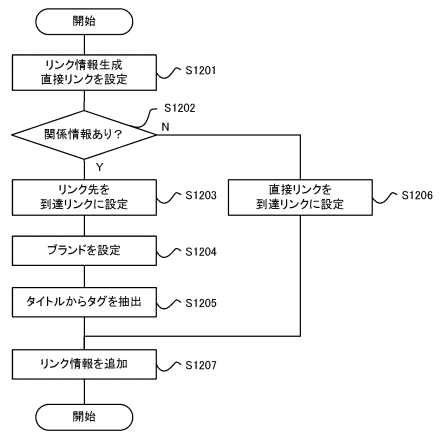 開始
リンク情報生成
直接リンクを設定
S1201
S1202
関係情報あり？
N
Y
リンク先を
到達リンクに設定
S1203
直接リンクを
到達リンクに設定
S1206
ブランドを設定
S1204
タイトルからタグを抽出
S1205
リンク情報を追加
S1207
開始